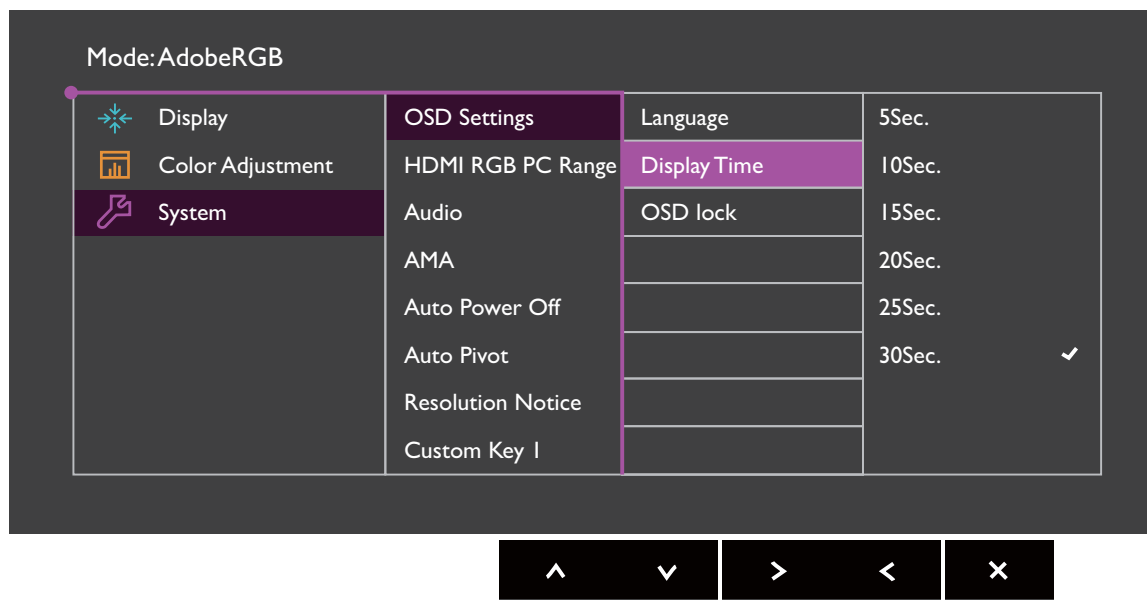 Mode: AdobeRGB
Display
Color Adjustment
System
OSD Settings
HDMI RGB PC Range
Audio
AMA
Auto Power Off
Auto Pivot
Resolution Notice
Custom Key 1
Language
Display Time
OSD lock
5Sec.
10Sec.
15Sec.
20Sec.
25Sec.
30Sec.